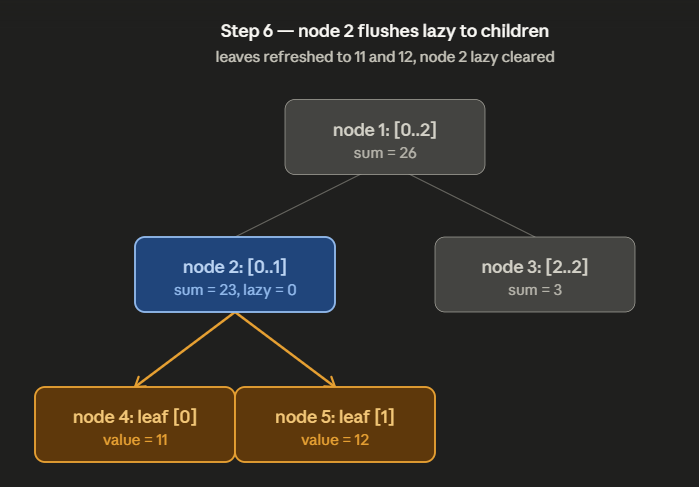 Step 6 — node 2 flushes lazy to children
leaves refreshed to 11 and 12, node 2 lazy cleared
node 1: [0..2]
sum = 26
node 2: [0..1]
sum = 23, lazy = 0
node 3: [2..2]
sum = 3
node 4: leaf [0]
value = 11
node 5: leaf [1]
value = 12